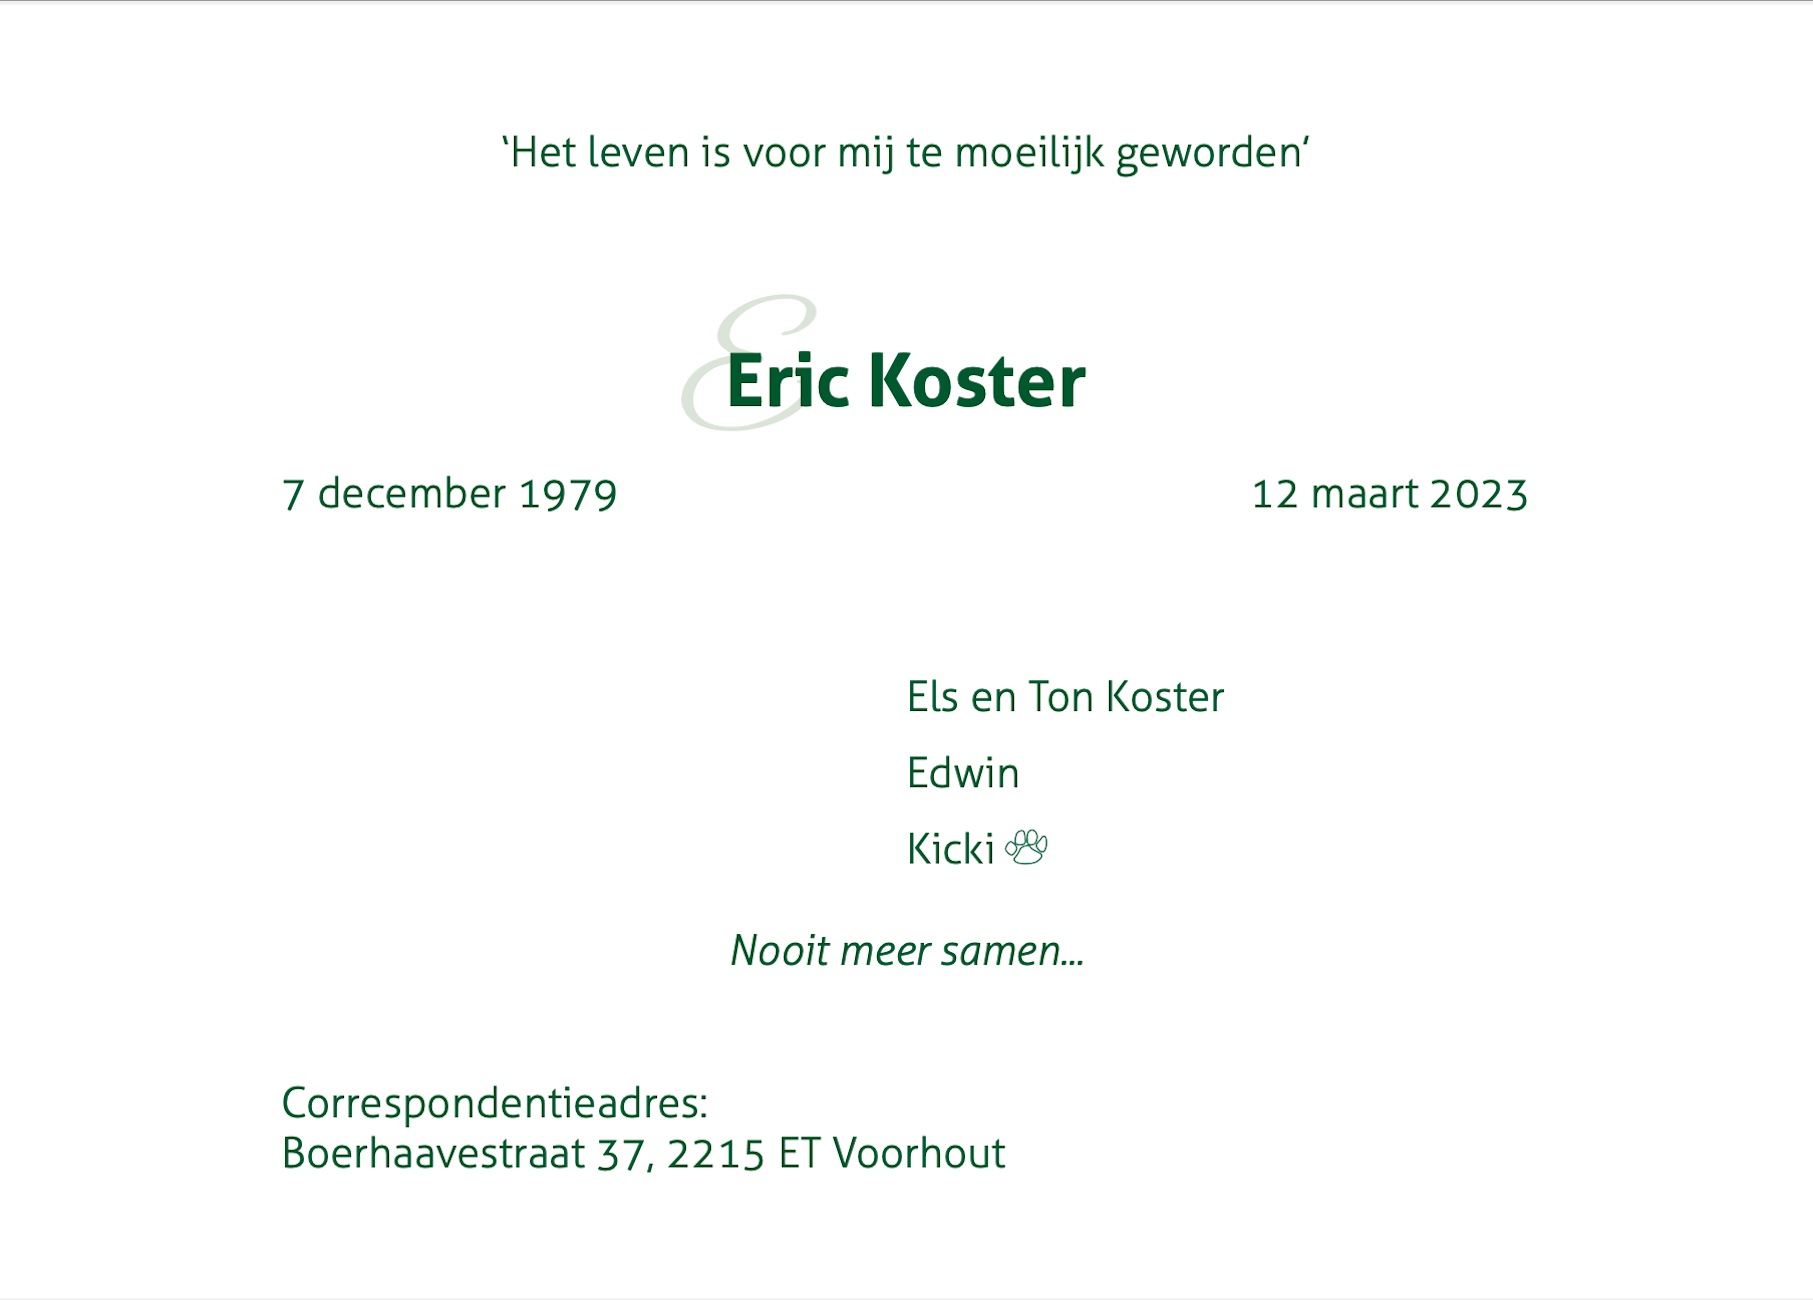 ‘Het leven is voor mij te moeilijk geworden’
E
Eric Koster
7 december 1979 12 maart 2023
Els en Ton Koster
Edwin
Kicki
Nooit meer samen...
Correspondentieadres:
Boerhaavestraat 37, 2215 ET Voorhout